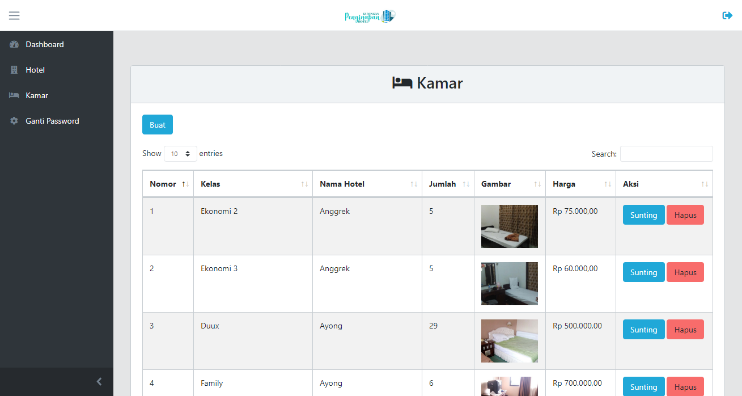 Dashboard
Hotel
Kamar
Ganti Password
Kamar
Buat
Show 10 entries
Search:
Nomor Kelas Nama Hotel Jumlah Gambar Harga Aksi
1 Ekonomi 2 Anggrek 5 Rp 75.000,00 Sunting Hapus
2 Ekonomi 3 Anggrek 5 Rp 60.000,00 Sunting Hapus
3 Duux Ayong 29 Rp 500.000,00 Sunting Hapus
4 Family Ayong 6 Rp 700.000,00 Sunting Hapus